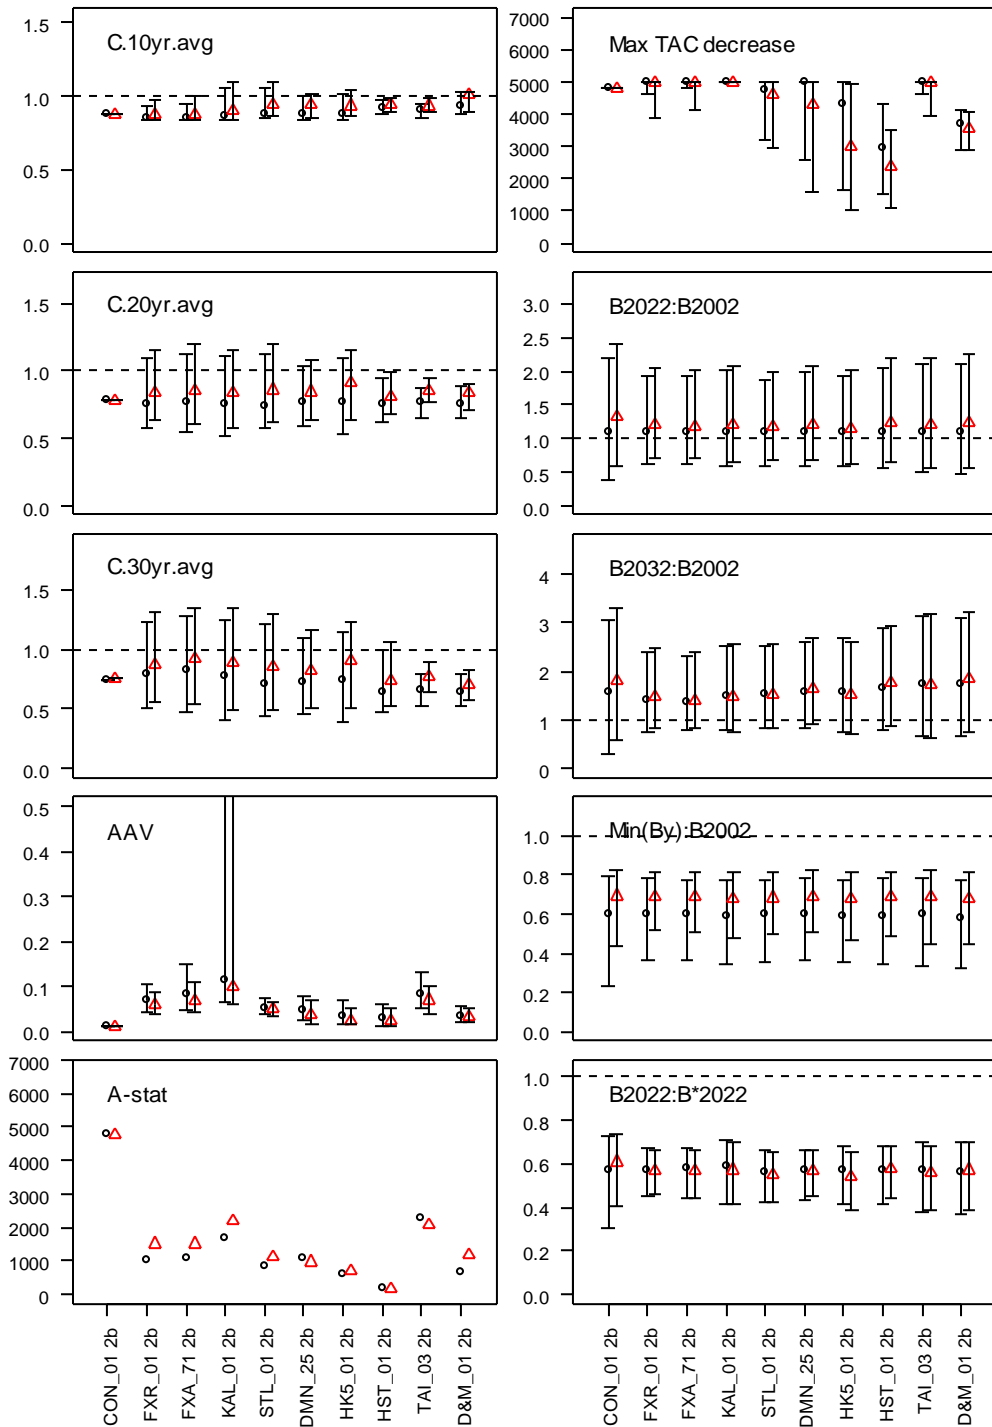 C.10yr.avg
1.5
1.0
0.5
0.0
Max TAC decrease
7000
6000
5000
4000
3000
2000
1000
0
C.20yr.avg
1.5
1.0
0.5
0.0
B2022:B2002
3.0
2.5
2.0
1.5
1.0
0.5
0.0
C.30yr.avg
1.5
1.0
0.5
0.0
B2032:B2002
4
3
2
1
0
AAV
0.5
0.4
0.3
0.2
0.1
0.0
Min(By):B2002
1.0
0.8
0.6
0.4
0.2
0.0
A-stat
7000
6000
5000
4000
3000
2000
1000
0
B2022:B*2022
1.0
0.8
0.6
0.4
0.2
0.0
CON_01 2b
FXR_01 2b
FXA_71 2b
KAL_01 2b
STL_01 2b
DMN_25 2b
HK5_01 2b
HST_01 2b
TAI_03 2b
D&M_01 2b
CON_01 2b
FXR_01 2b
FXA_71 2b
KAL_01 2b
STL_01 2b
DMN_25 2b
HK5_01 2b
HST_01 2b
TAI_03 2b
D&M_01 2b